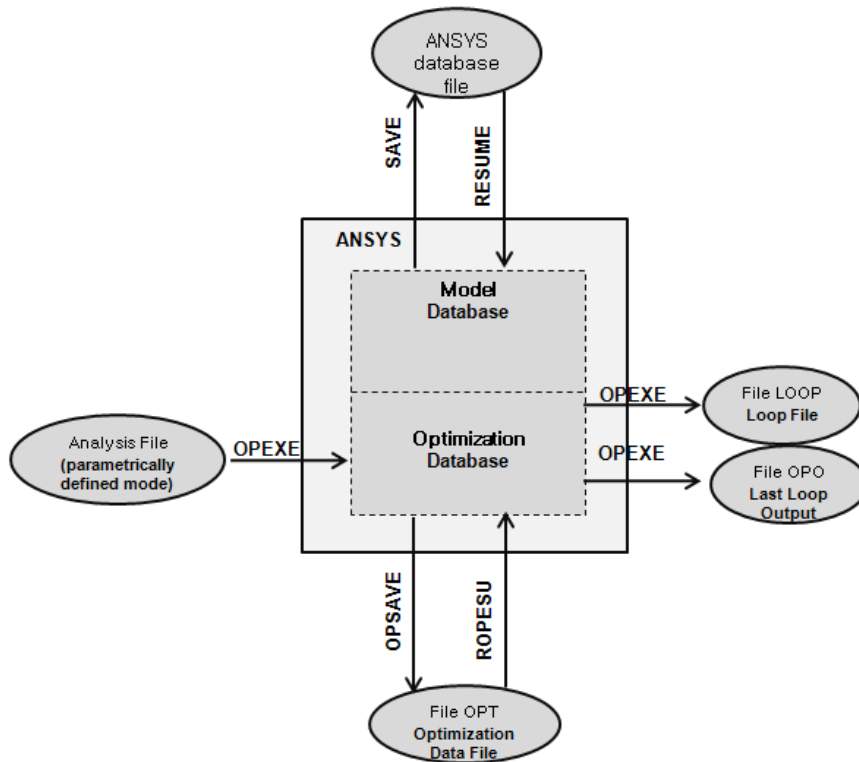 ANSYS
database
file
SAVE
RESUME
ANSYS
Model
Database
OPEXE
File LOOP
Loop File
Analysis File
(parametrically
defined mode)
OPEXE
Optimization
Database
OPEXE
File OPO
Last Loop
Output
OPSAVE
ROPESU
File OPT
Optimization
Data File